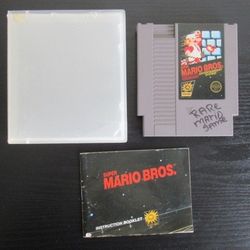 SUPER
MARIO BROS.
RARE
MARIO
GAME
SUPER
MARIO BROS.
INSTRUCTION BOOKLET